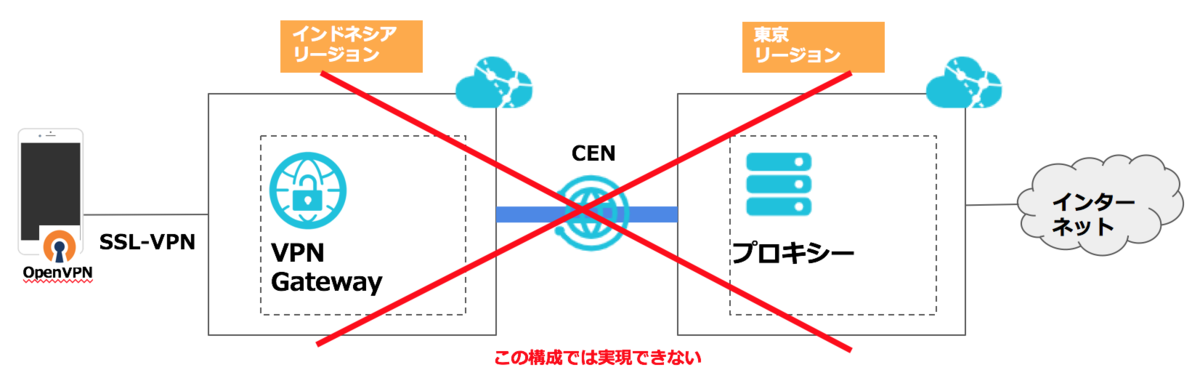 インドネシア
リージョン
東京
リージョン
CEN
SSL-VPN
OpenVPN
VPN
Gateway
プロキシー
インター
ネット
この構成では実現できない